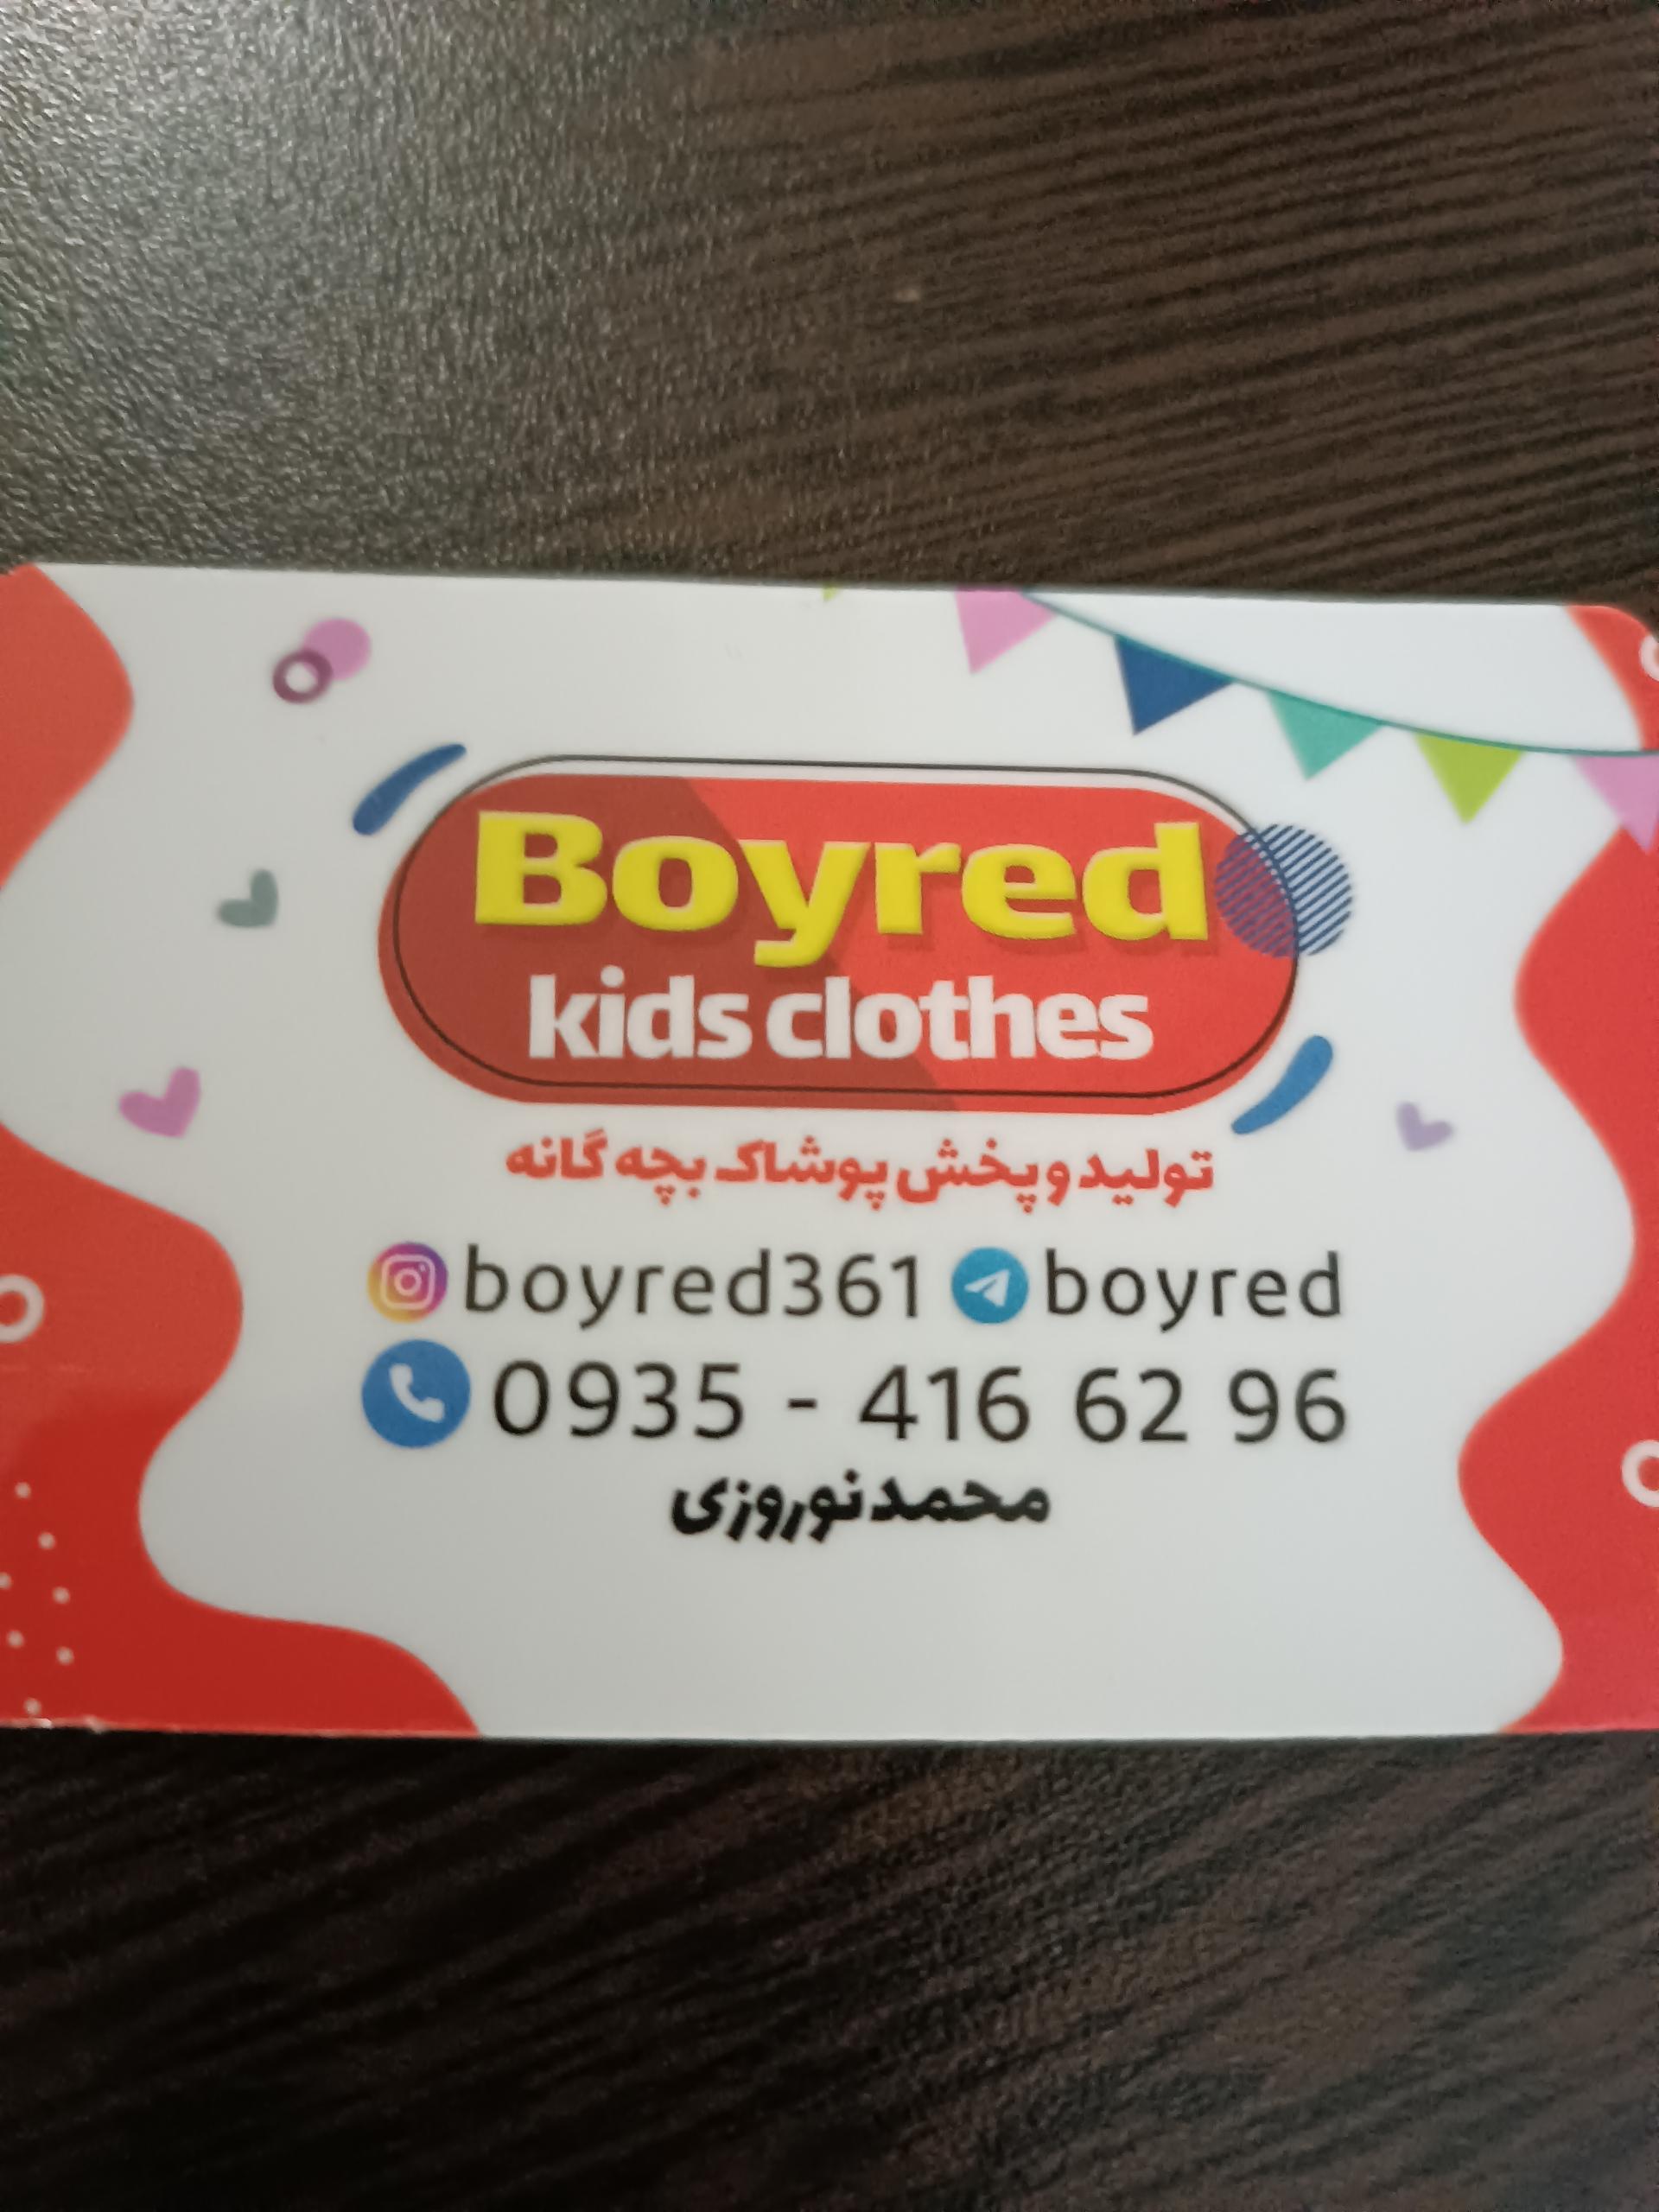 Boyred
kids clothes
تولید و پخش پوشاک بچه گانه
boyred361 boyred
0935 - 416 62 96
محمد نوروزی